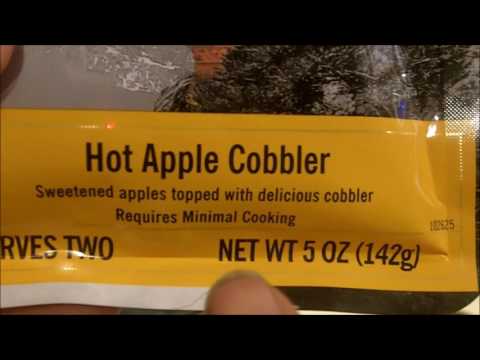 Hot Apple Cobbler
Sweetened apples topped with delicious cobbler
Requires Minimal Cooking
102625
RVES TWO
NET WT 5 OZ (142g)